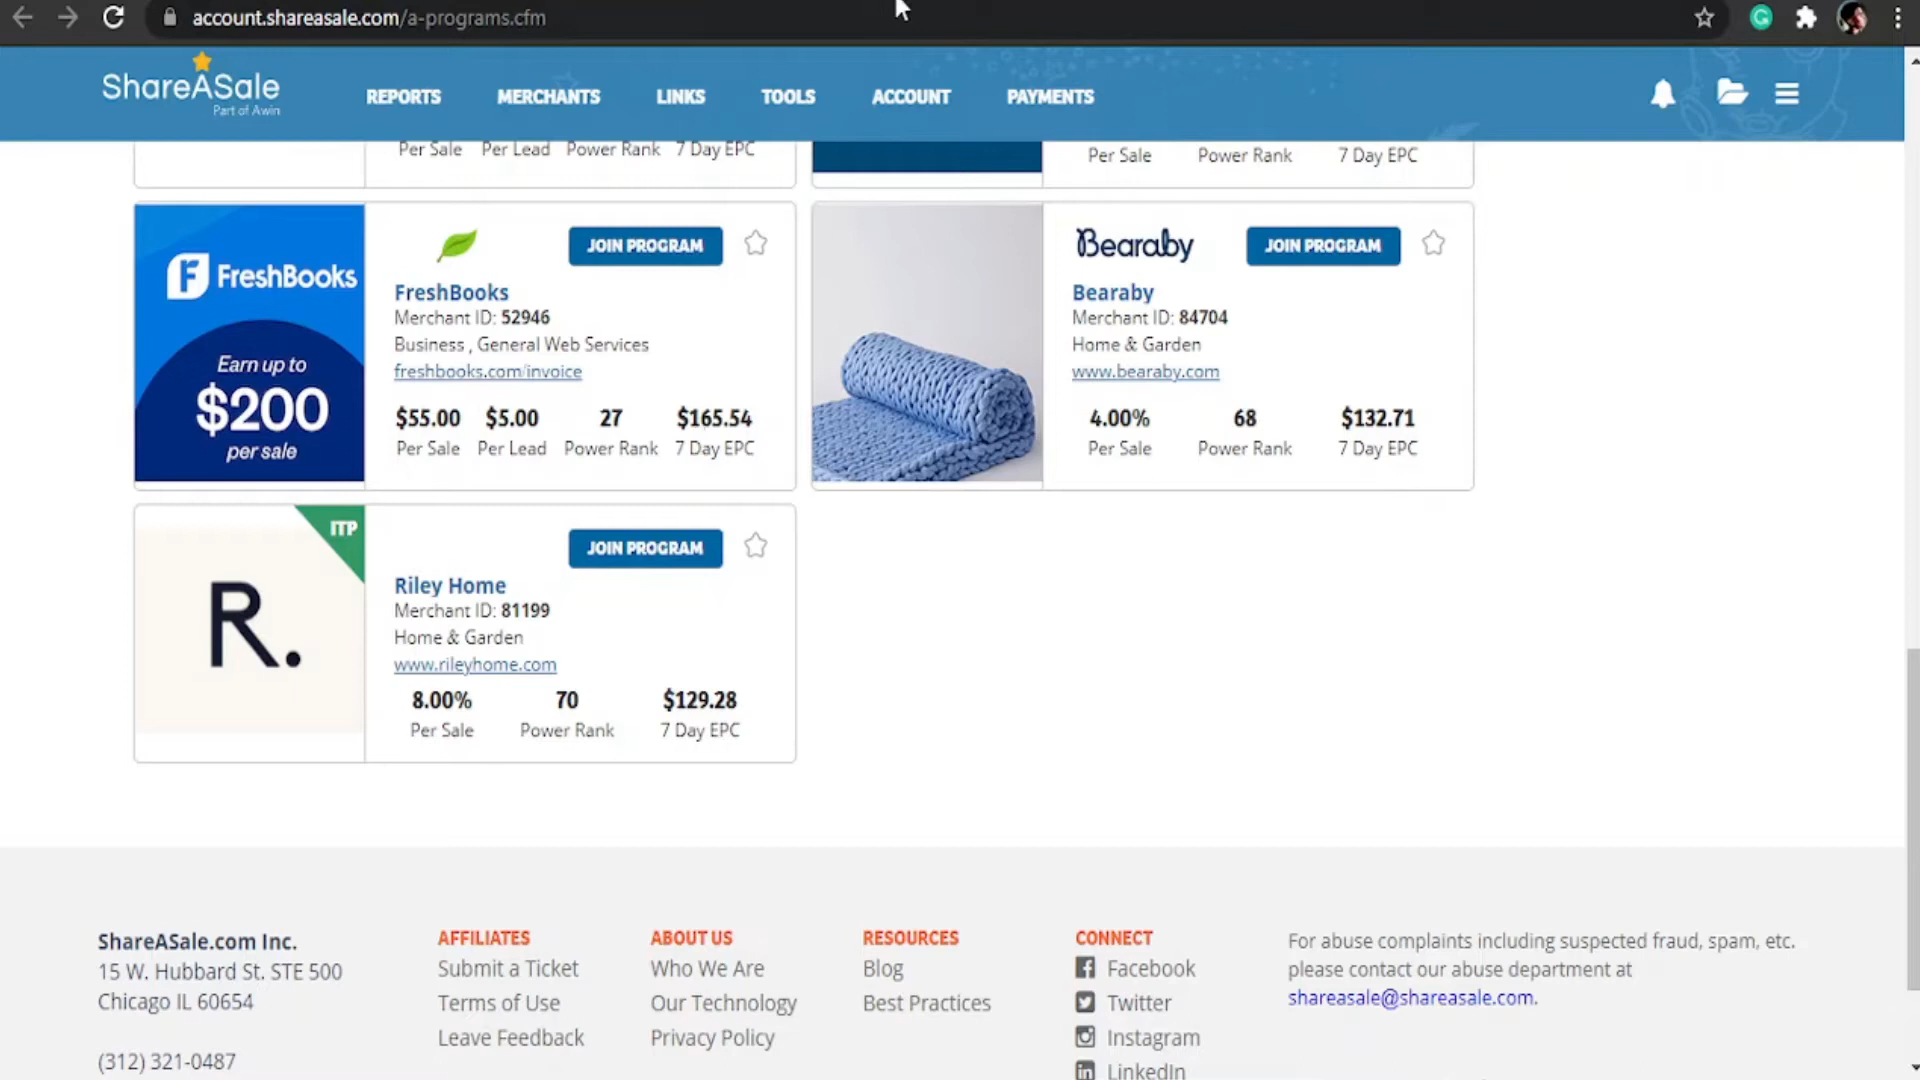 account.shareasale.com/a-programs.cfm
ShareASale
Part of Awin
REPORTS MERCHANTS LINKS TOOLS ACCOUNT PAYMENTS
Per Sale Per Lead Power Rank 7 Day EPC
Per Sale Power Rank 7 Day EPC
FreshBooks
Earn up to
$200
per sale
JOIN PROGRAM
FreshBooks
Merchant ID: 52946
Business , General Web Services
freshbooks.com/invoice
$55.00 $5.00 27 $165.54
Per Sale Per Lead Power Rank 7 Day EPC
Bearaby
JOIN PROGRAM
Bearaby
Merchant ID: 84704
Home & Garden
www.bearaby.com
4.00% 68 $132.71
Per Sale Power Rank 7 Day EPC
ITP
R.
JOIN PROGRAM
Riley Home
Merchant ID: 81199
Home & Garden
www.rileyhome.com
8.00% 70 $129.28
Per Sale Power Rank 7 Day EPC
ShareASale.com Inc.
15 W. Hubbard St. STE 500
Chicago IL 60654
(312) 321-0487
AFFILIATES
Submit a Ticket
Terms of Use
Leave Feedback
ABOUT US
Who We Are
Our Technology
Privacy Policy
RESOURCES
Blog
Best Practices
CONNECT
Facebook
Twitter
Instagram
LinkedIn
For abuse complaints including suspected fraud, spam, etc.
please contact our abuse department at
shareasale@shareasale.com.